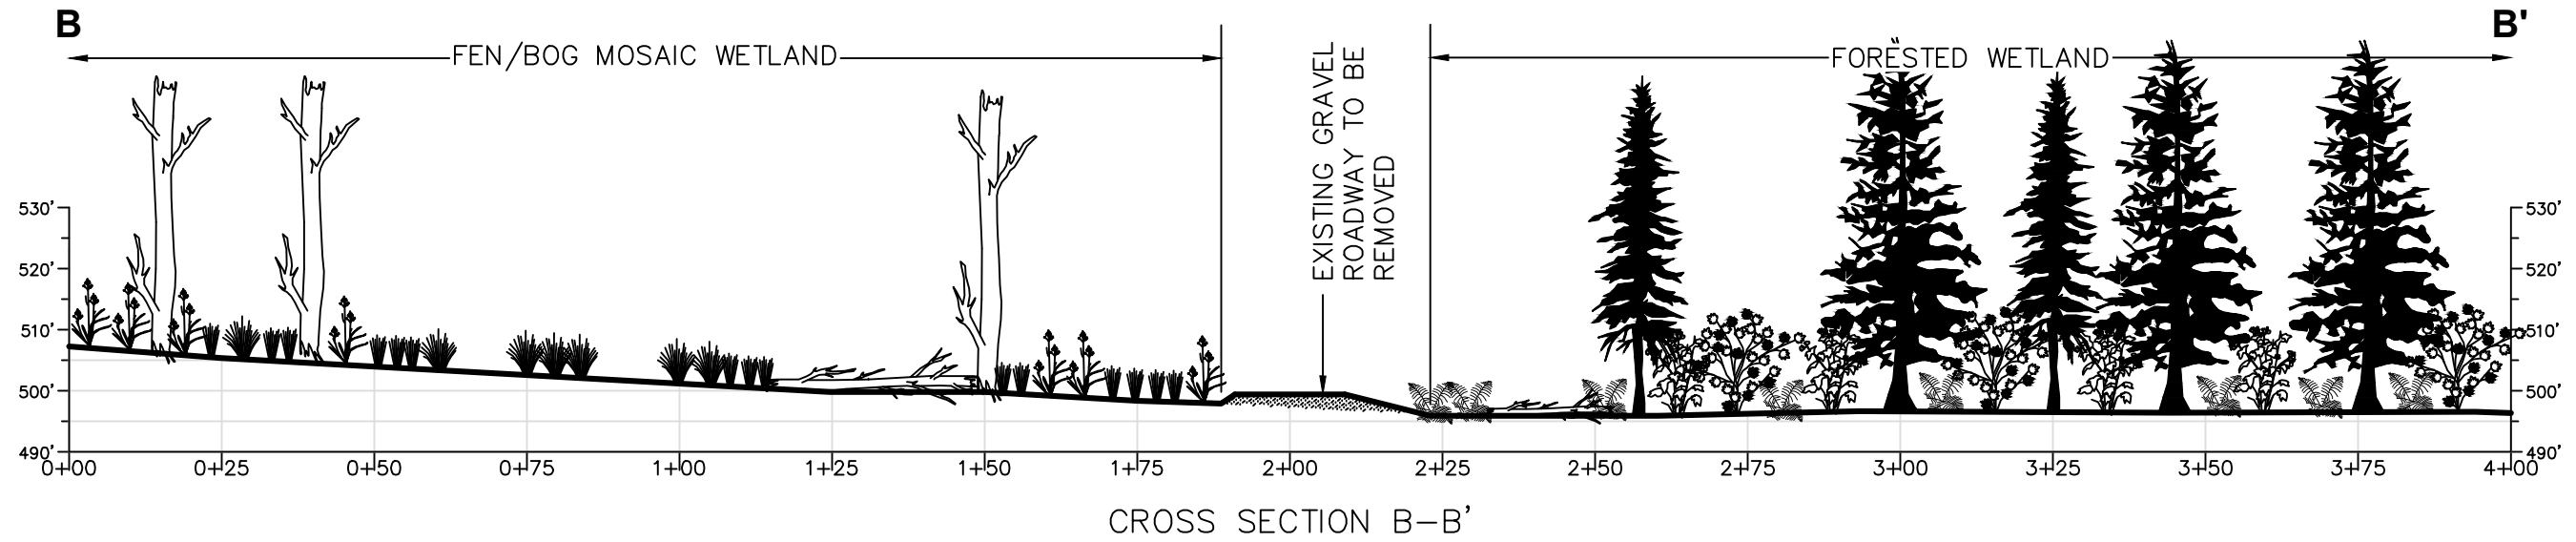 B
B'
FEN/BOG MOSAIC WETLAND
EXISTING GRAVEL
ROADWAY TO BE
REMOVED
FORESTED WETLAND
530'
520'
510'
500'
490'
530'
520'
510'
500'
490'
0+00 0+25 0+50 0+75 1+00 1+25 1+50 1+75 2+00 2+25 2+50 2+75 3+00 3+25 3+50 3+75 4+00
CROSS SECTION B-B'